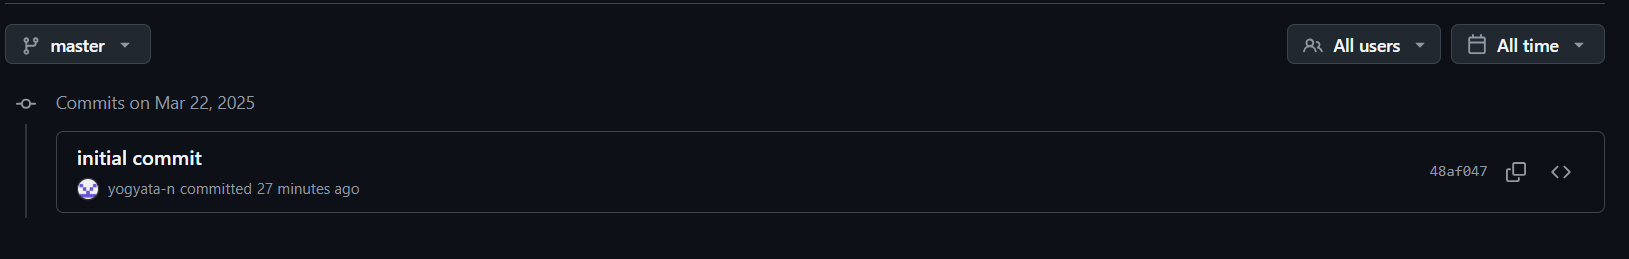 master
All users
All time
Commits on Mar 22, 2025
initial commit
yogyata-n committed 27 minutes ago
48af047